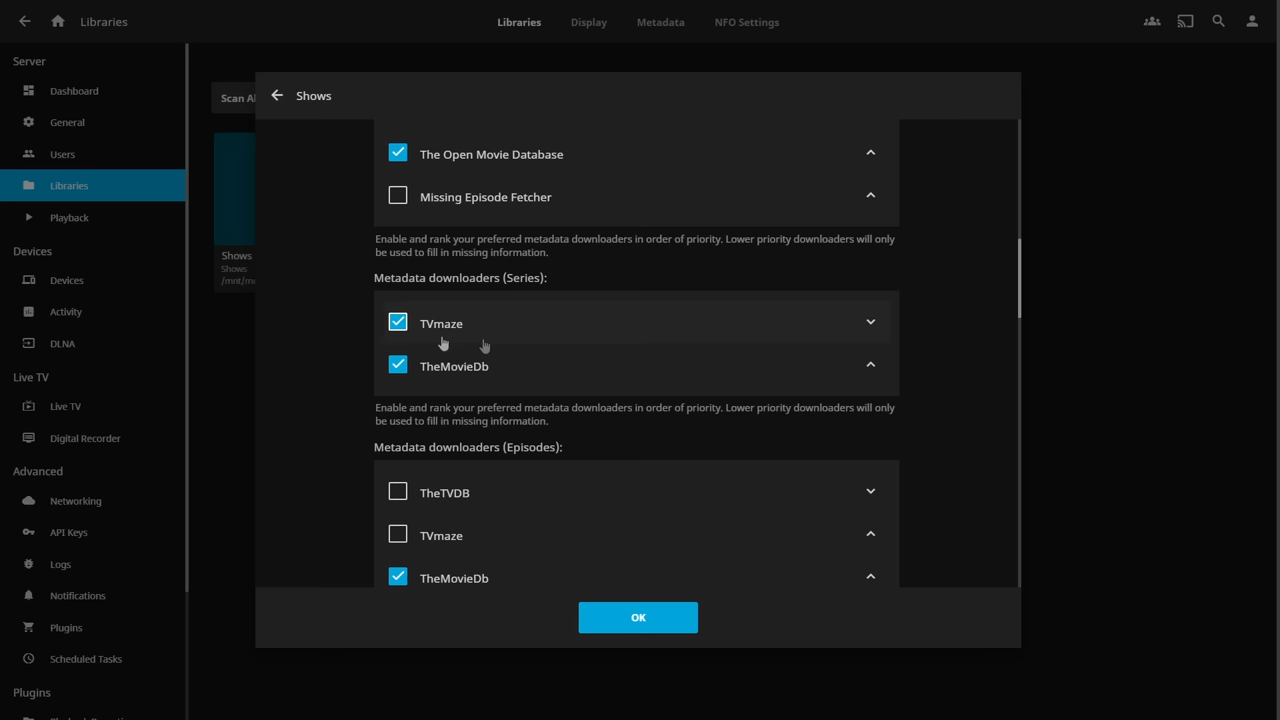 Libraries
Libraries Display Metadata NFO Settings
Server
Dashboard
General
Users
Libraries
Playback
Devices
Devices
Activity
DLNA
Live TV
Live TV
Digital Recorder
Advanced
Networking
API Keys
Logs
Notifications
Plugins
Scheduled Tasks
Plugins
Scan Al
Shows
Shows
/mnt/m
Shows
The Open Movie Database
Missing Episode Fetcher
Enable and rank your preferred metadata downloaders in order of priority. Lower priority downloaders will only
be used to fill in missing information.
Metadata downloaders (Series):
TVmaze
TheMovieDb
Enable and rank your preferred metadata downloaders in order of priority. Lower priority downloaders will only
be used to fill in missing information.
Metadata downloaders (Episodes):
TheTVDB
TVmaze
TheMovieDb
OK